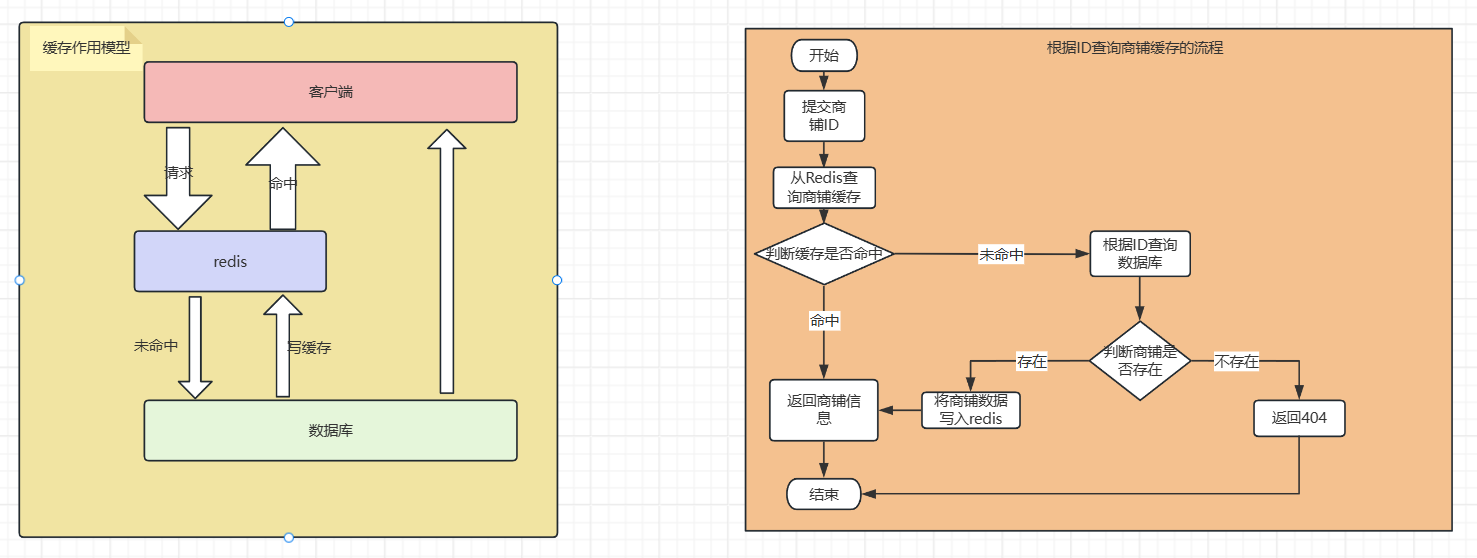 缓存作用模型
客户端
请求
命中
redis
未命中
写缓存
数据库
根据ID查询商铺缓存的流程
开始
提交商
铺ID
从Redis查
询商铺缓存
判断缓存是否命中
未命中
根据ID查询
数据库
命中
判断商铺是
否存在
存在
不存在
返回商铺信
息
将商铺数据
写入redis
返回404
结束